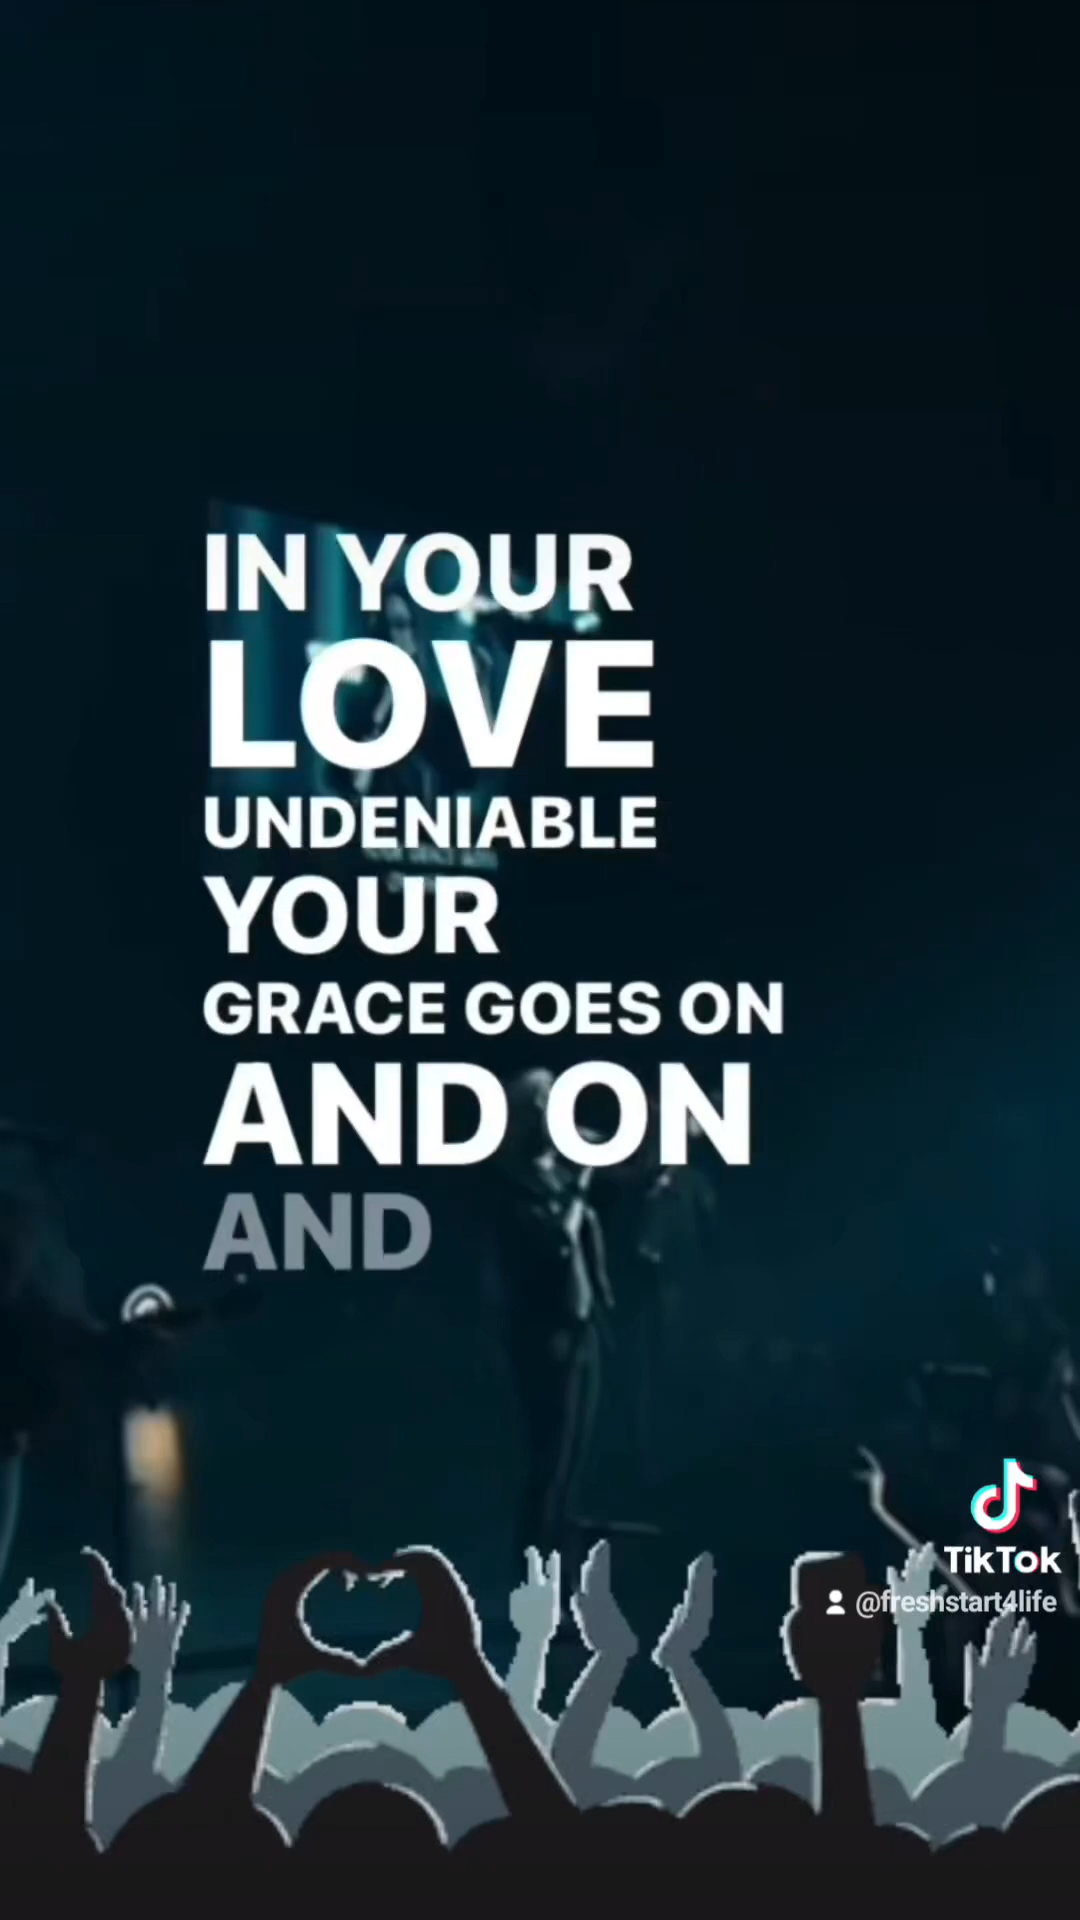 IN YOUR
LOVE
UNDENIABLE
YOUR
GRACE GOES ON
AND ON
AND
TikTok
@freshstart4life